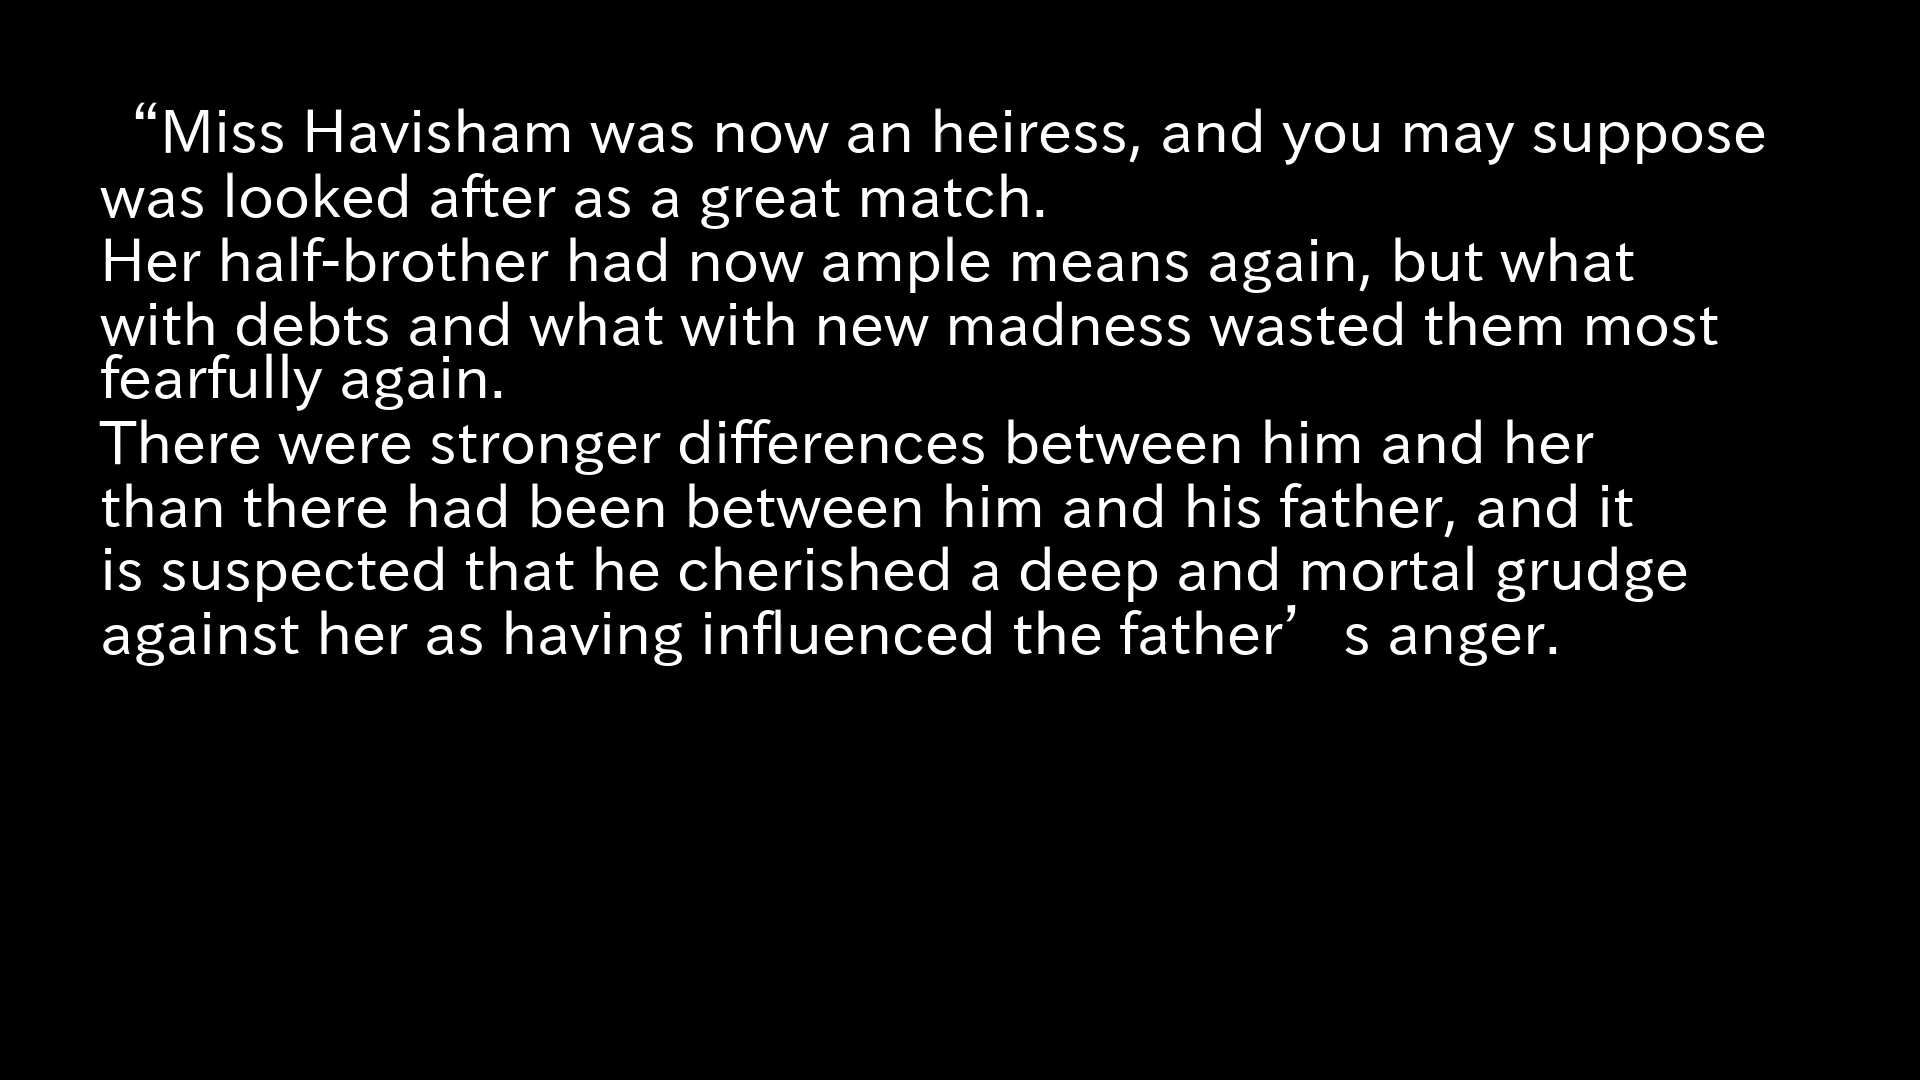 “Miss Havisham was now an heiress, and you may suppose
was looked after as a great match.
Her half-brother had now ample means again, but what
with debts and what with new madness wasted them most
fearfully again.
There were stronger differences between him and her
than there had been between him and his father, and it
is suspected that he cherished a deep and mortal grudge
against her as having influenced the father’s anger.